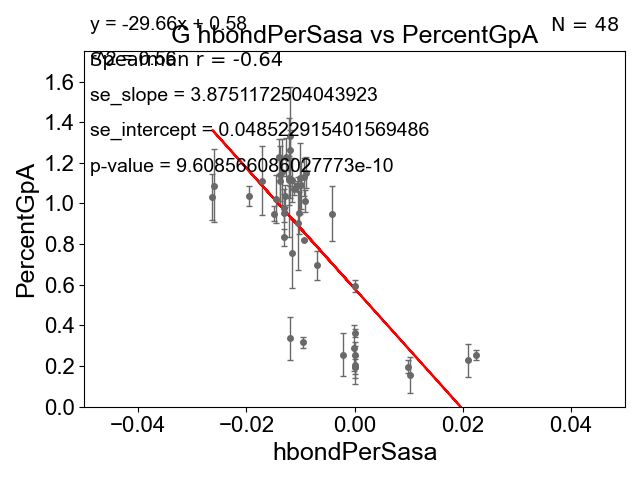 y = -29.66x + 0.58
N = 48
G hbondPerSasa vs PercentGpA
Spearman r = -0.64
se_slope = 3.8751172504043923
se_intercept = 0.048522915401569486
p-value = 9.608566086027773e-10
PercentGpA
1.6
1.4
1.2
1.0
0.8
0.6
0.4
0.2
0.0
−0.04
−0.02
0.00
0.02
0.04
hbondPerSasa